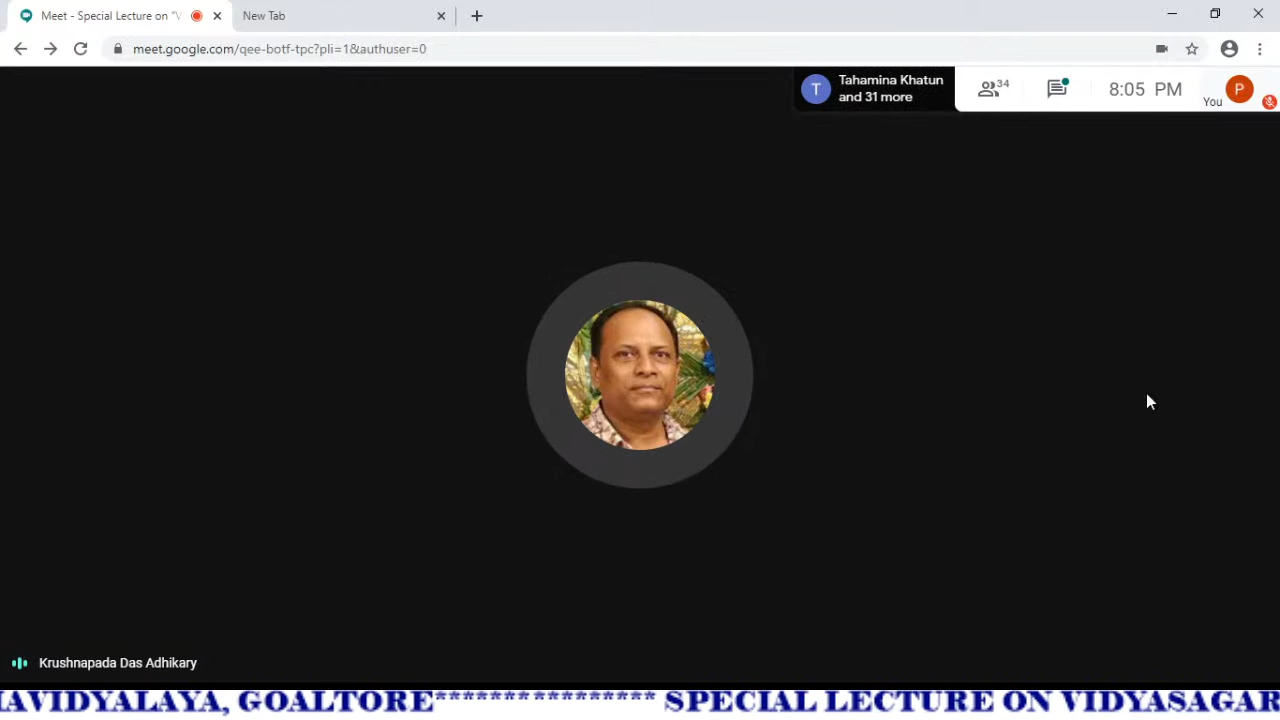 Meet - Special Lecture on "V
New Tab
meet.google.com/qee-botf-tpc?pli=1&authuser=0
Tahamina Khatun
and 31 more
T
34
8:05 PM
You
P
Krushnapada Das Adhikary
AVIDYALAYA, GOALTORE**************** SPECIAL LECTURE ON VIDYASAGAR